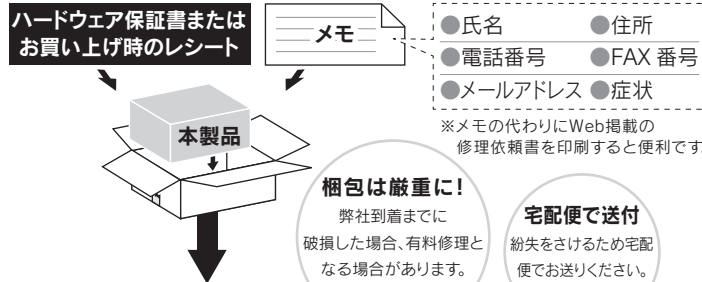 ハードウェア保証書または
お買い上げ時のレシート
メモ
●氏名 ●住所
●電話番号 ●FAX 番号
●メールアドレス ●症状
※メモの代わりにWeb掲載の
修理依頼書を印刷すると便利です。
本製品
梱包は厳重に!
弊社到着までに
破損した場合、有料修理と
なる場合があります。
宅配便で送付
紛失をさけるため宅配
便でお送りください。